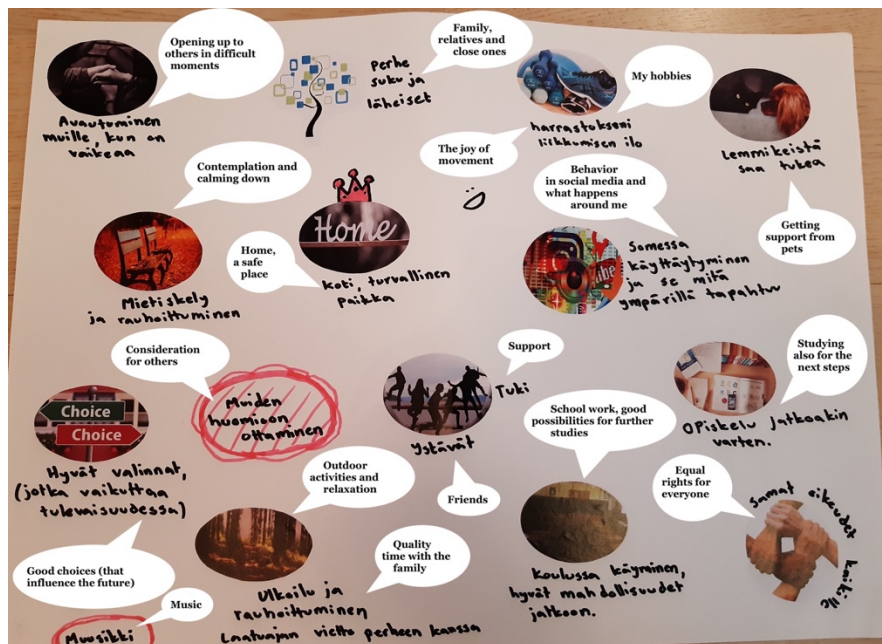 Opening up to
others in difficult
moments
Avautuminen
muille, kun on
vaikeaa
Family,
relatives and
close ones
Perhe
suku ja
läheiset
My hobbies
The joy of
movement
harrastukseni
liikkumisen ilo
Lemmikeistä
saa tukea
Getting
support from
pets
Contemplation and
calming down
Mietiskely
ja rauhoittuminen
Home,
a safe
place
Home
Koti, turvallinen
paikka
Behavior
in social media and
what happens
around me
Somessa
käyttäytyminen
ja se mitä
ympärillä tapahtuu
Consideration
for others
Muiden
huomioon
ottaminen
Support
Tuki
Ystävät
Friends
Studying
also for the
next steps
Opiskelu jatkoakin
varten.
Choice
Choice
Hyvät valinnat,
(jotka vaikuttaa
tulevaisuudessa)
Good choices (that
influence the future)
Outdoor
activities and
relaxation
Ulkoilu ja
rauhoittuminen
Quality
time with the
family
Laatuajan vietto perheen kanssa
School work, good
possibilities for further
studies
Koulussa käyminen,
hyvät mahdollisuudet
jatkoon.
Equal
rights for
everyone
samat oikeudet kaikille
Music
Musiikki